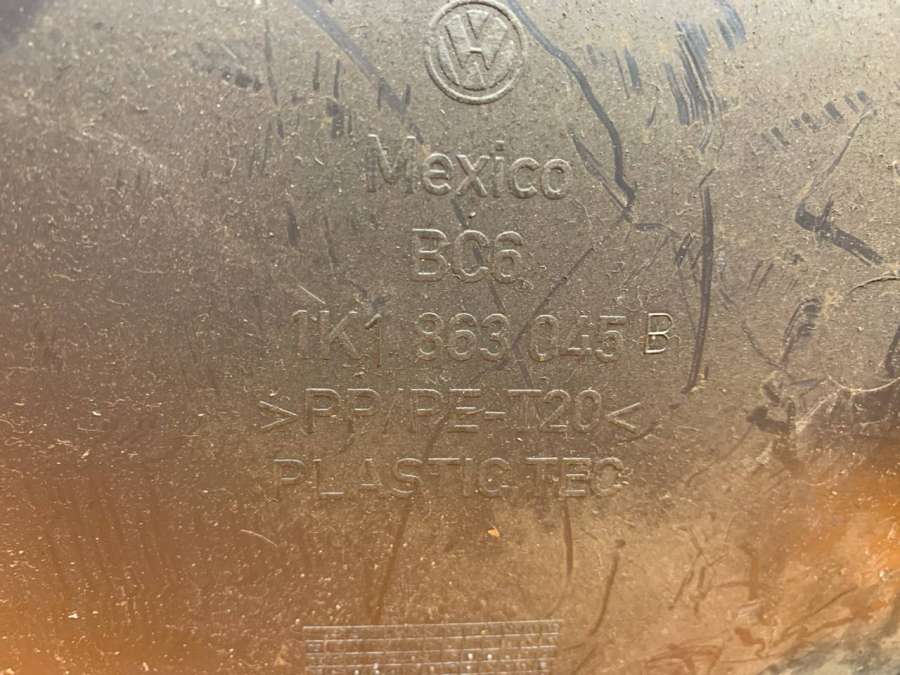 Mexico
BC6
1K1 863 045 B
>PP/PE-T20<
PLASTIC TEC